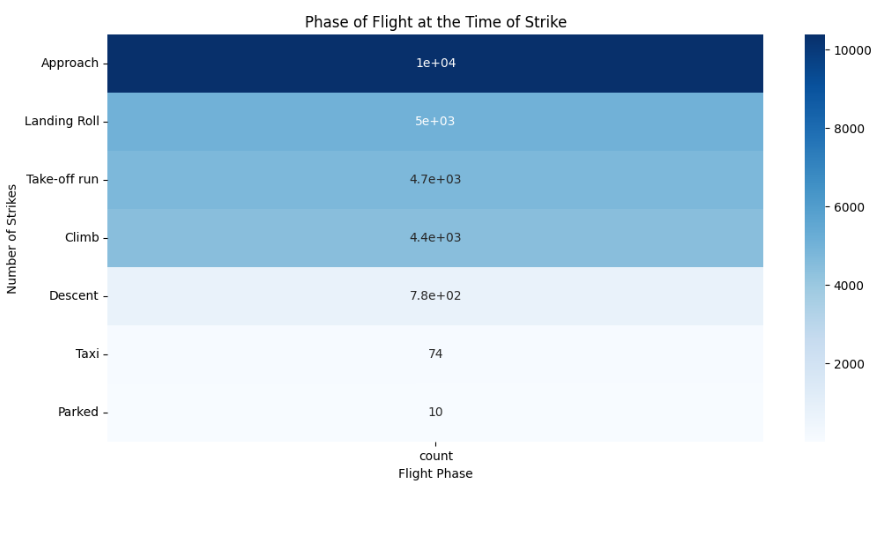 Phase of Flight at the Time of Strike
Number of Strikes
Approach
1e+04
Landing Roll
5e+03
Take-off run
4.7e+03
Climb
4.4e+03
Descent
7.8e+02
Taxi
74
Parked
10
count
Flight Phase
10000
8000
6000
4000
2000